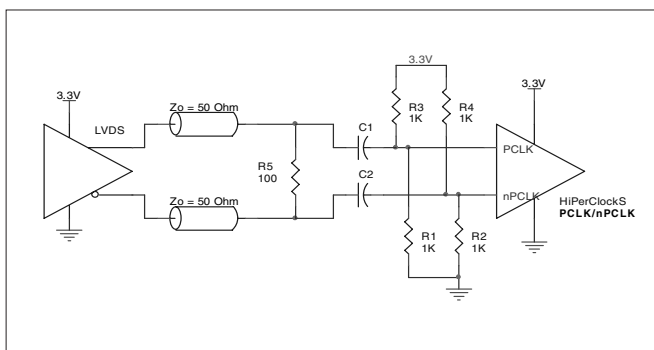 3.3V
3.3V
3.3V
Zo = 50 Ohm
LVDS
R3
1K
R4
1K
C1
PCLK
R5
100
C2
Zo = 50 Ohm
nPCLK
HiPerClockS
PCLK/nPCLK
R1
1K
R2
1K